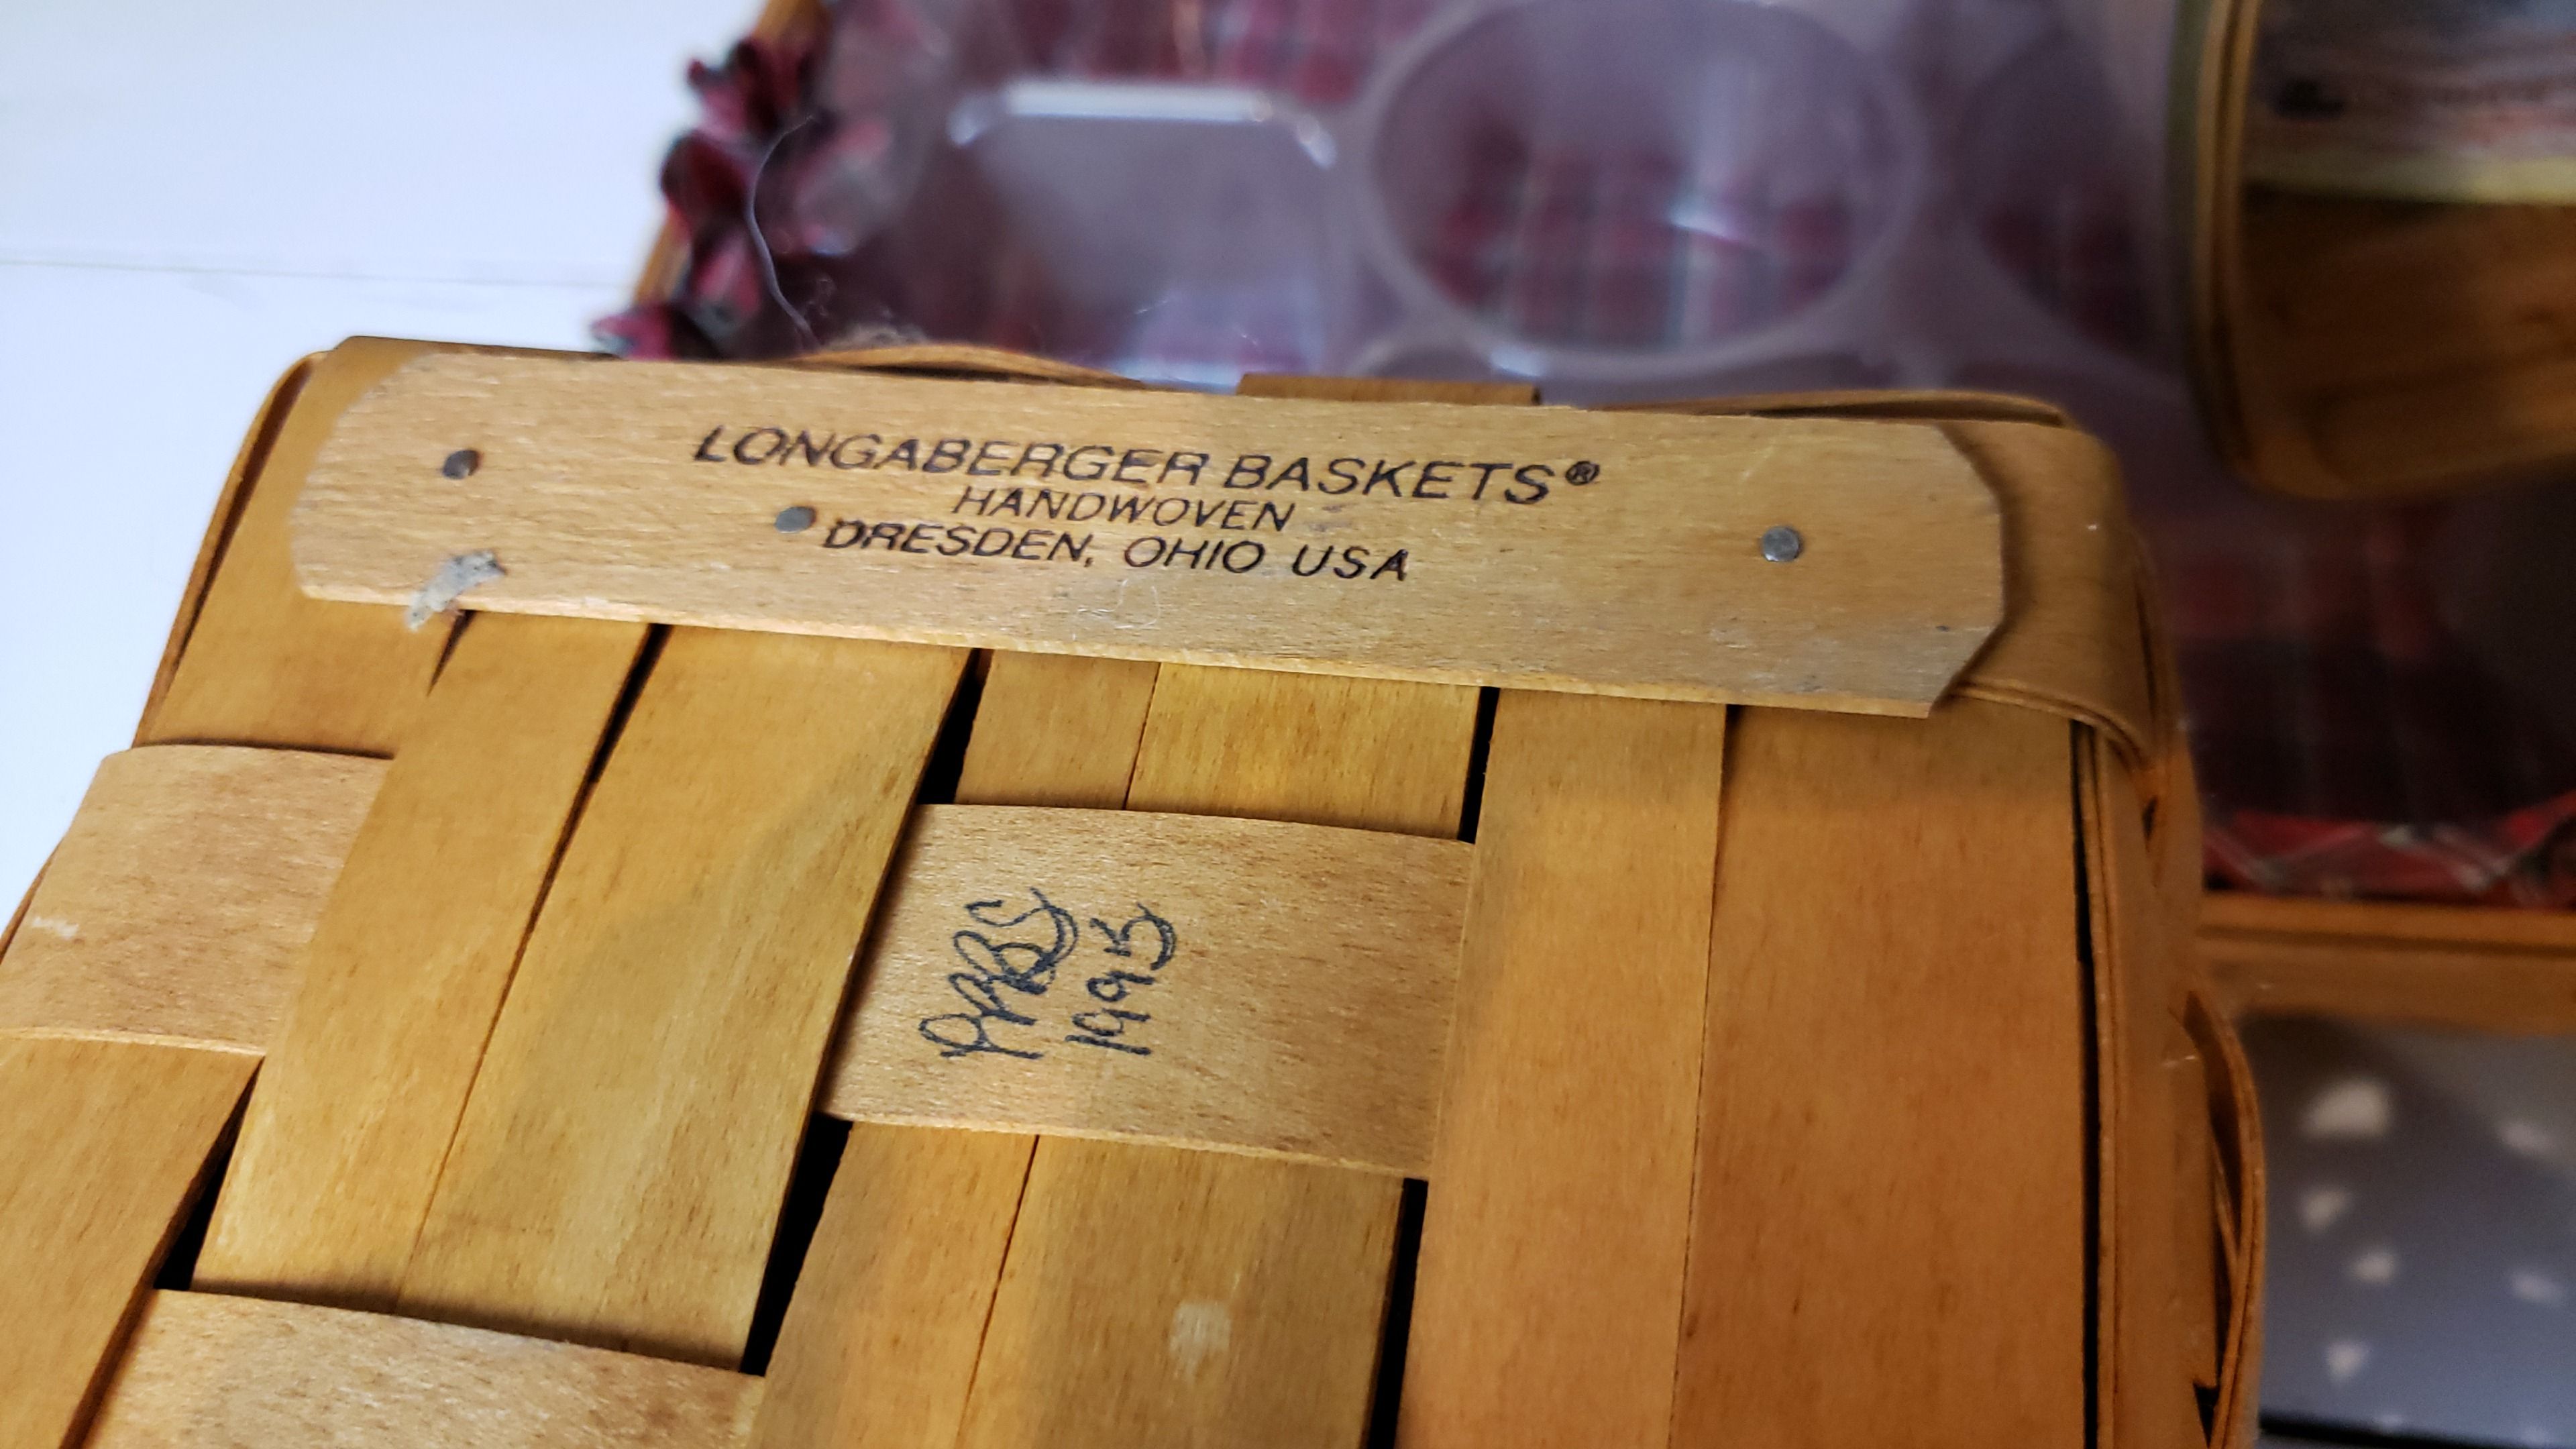 LONGABERGER BASKETS®
HANDWOVEN
DRESDEN, OHIO USA
1995